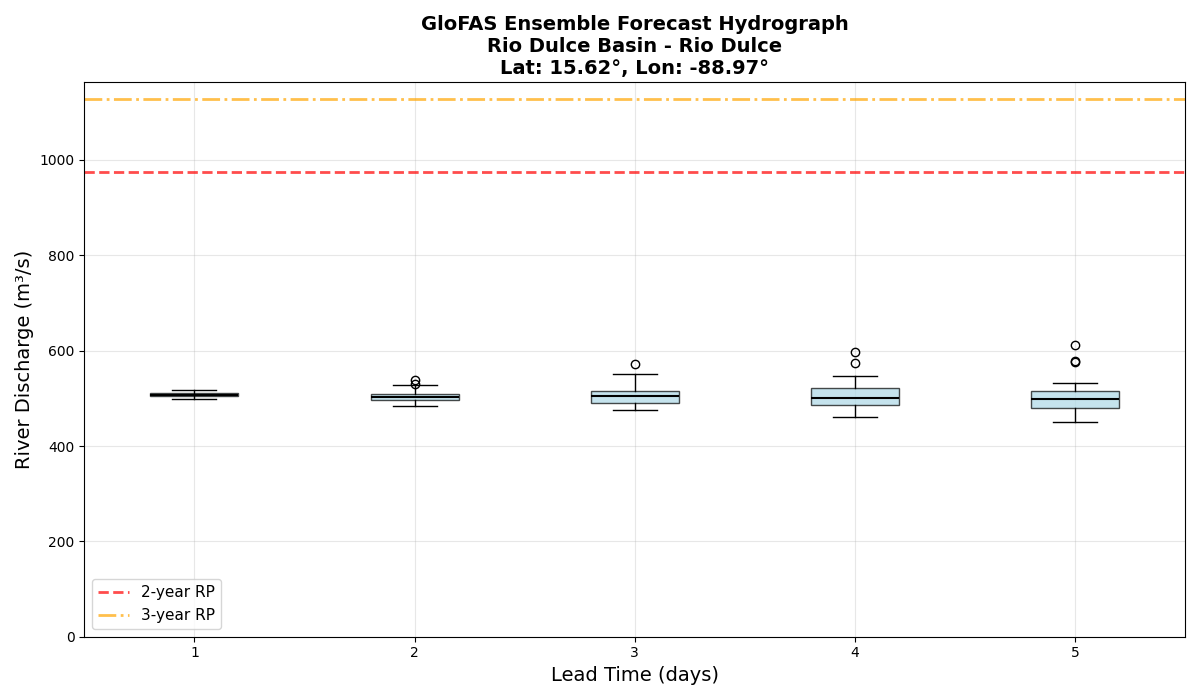 GloFAS Ensemble Forecast Hydrograph
Rio Dulce Basin - Rio Dulce
Lat: 15.62°, Lon: -88.97°
River Discharge (m³/s)
1000
800
600
400
200
0
2-year RP
3-year RP
1 2 3 4 5
Lead Time (days)